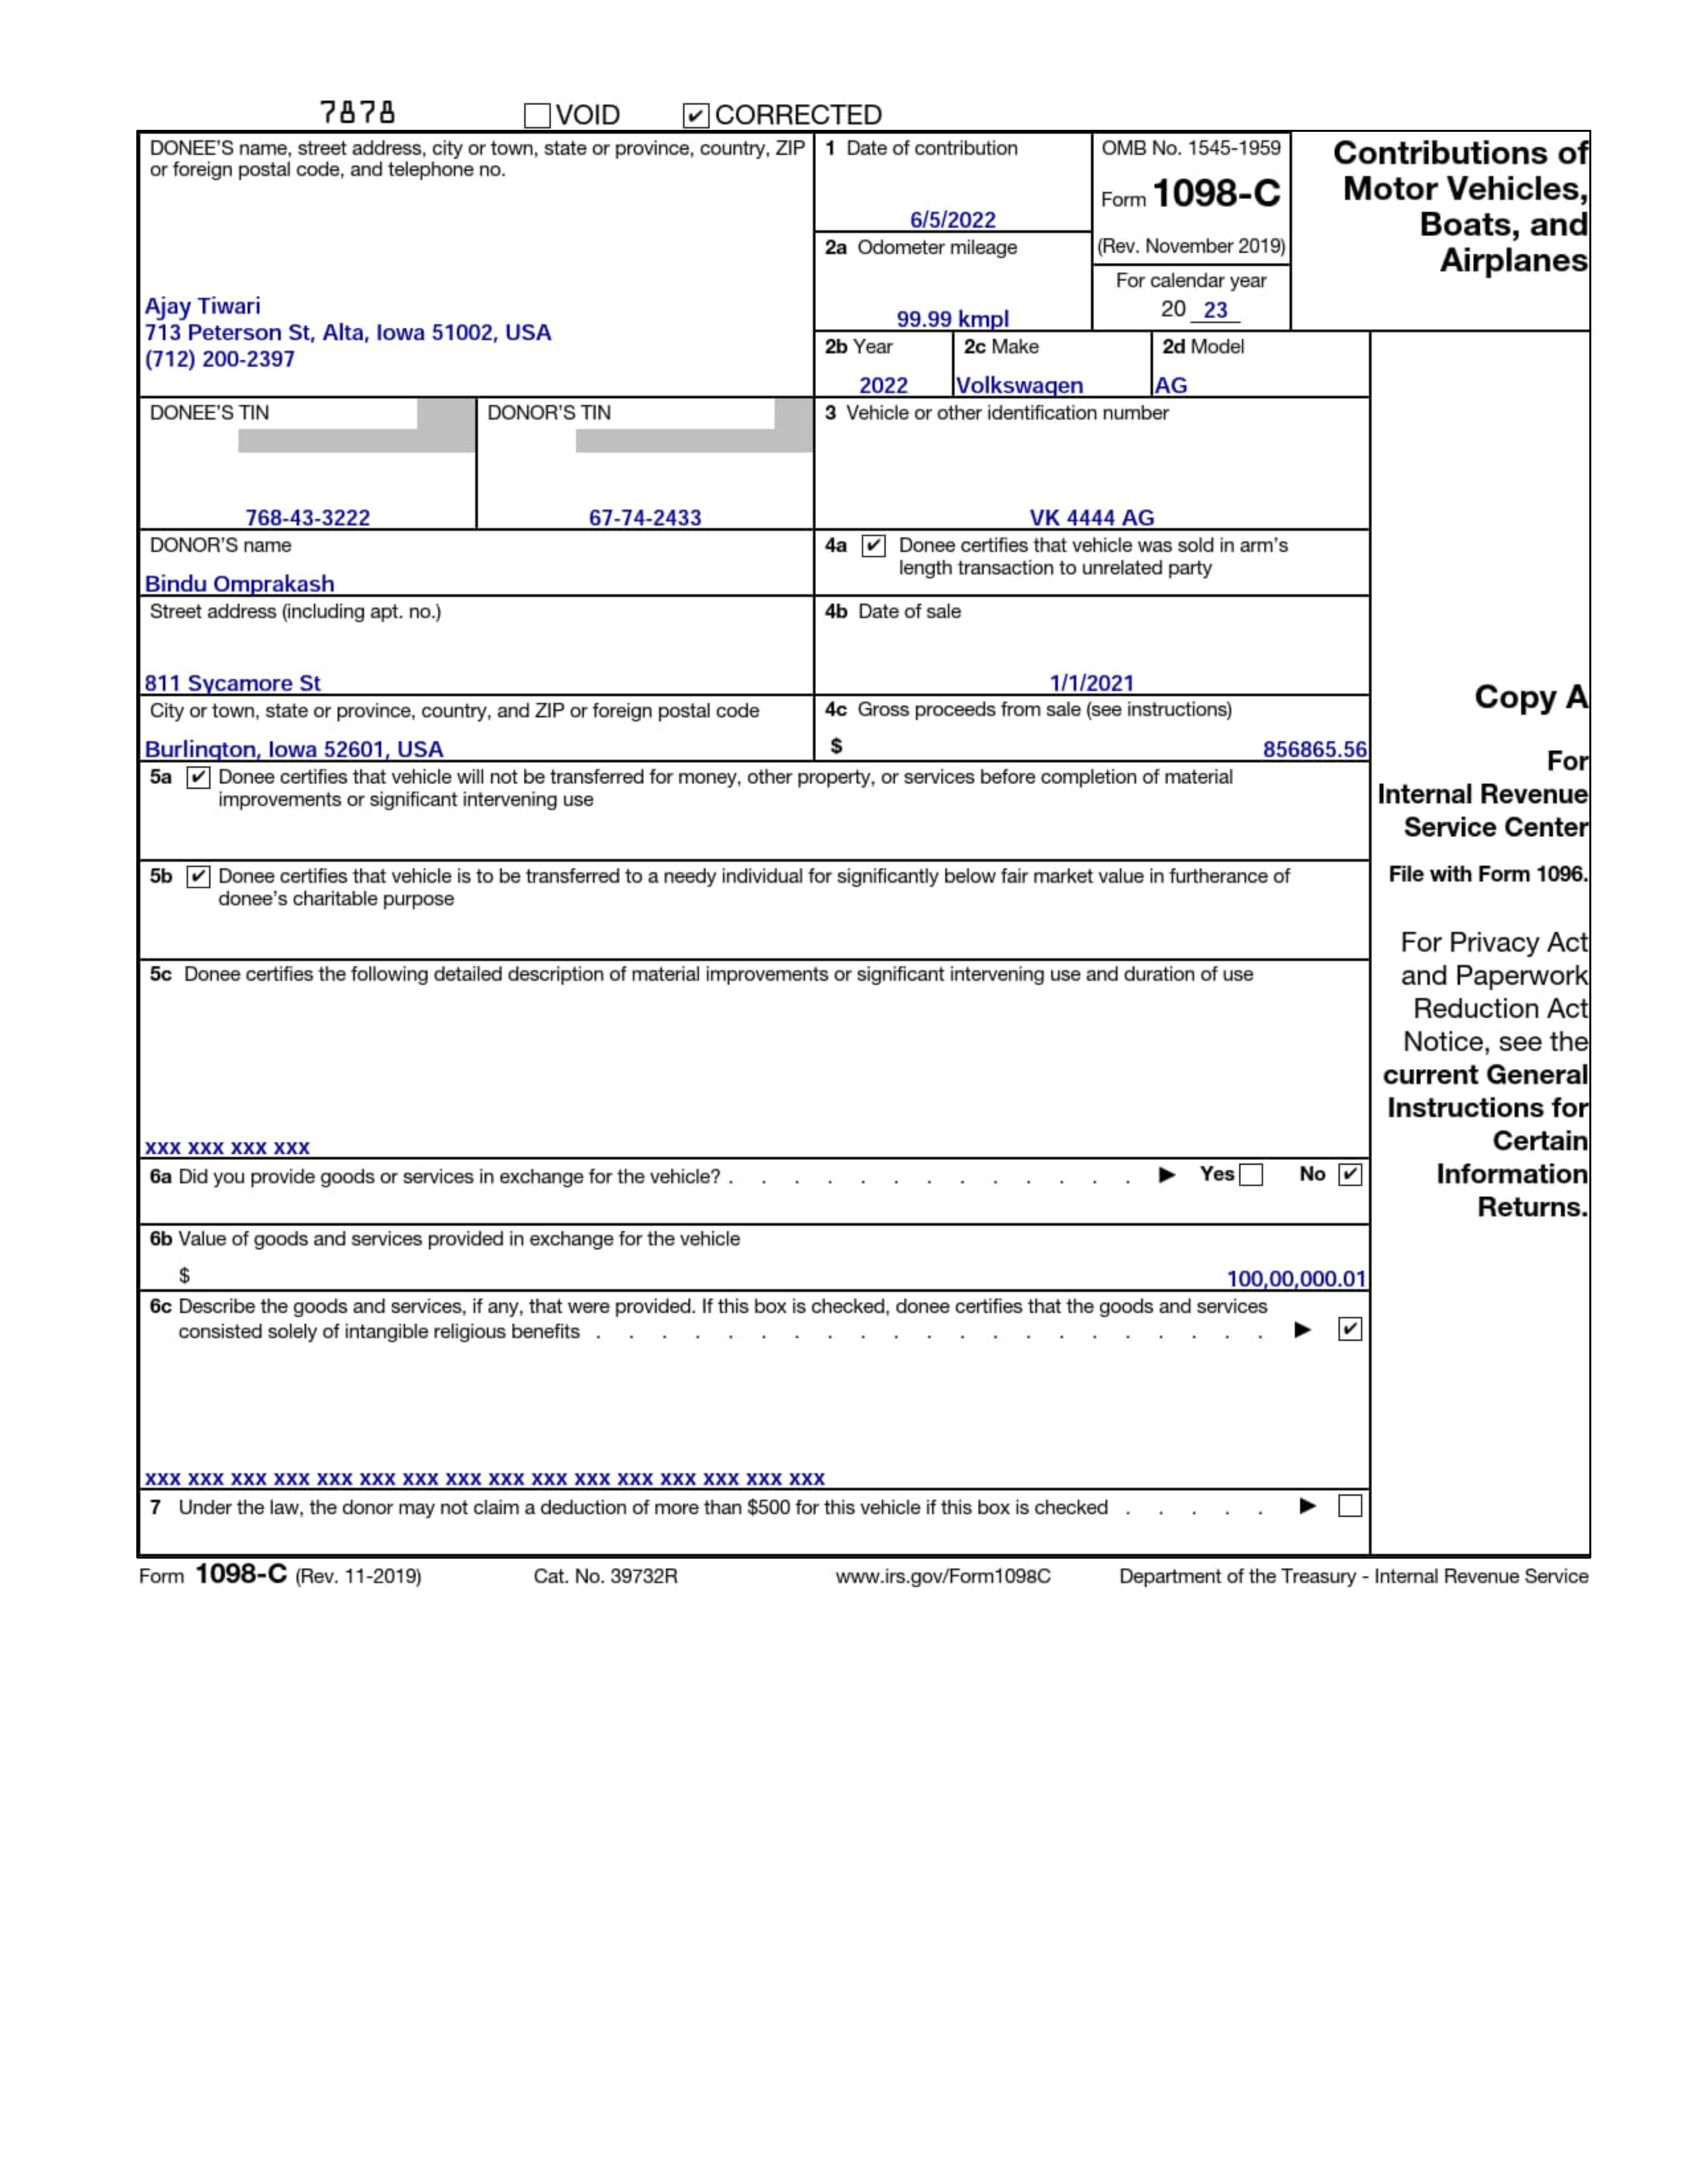 7878 VOID ✔ CORRECTED
DONEE'S name, street address, city or town, state or province, country, ZIP
or foreign postal code, and telephone no.
Ajay Tiwari
713 Peterson St, Alta, Iowa 51002, USA
(712) 200-2397
1 Date of contribution
6/5/2022
2a Odometer mileage
99.99 kmpl
OMB No. 1545-1959
Form 1098-C
(Rev. November 2019)
For calendar year
20 23
Contributions of
Motor Vehicles,
Boats, and
Airplanes
2b Year
2022
2c Make
Volkswagen
2d Model
AG
DONEE'S TIN
768-43-3222
DONOR'S TIN
67-74-2433
3 Vehicle or other identification number
VK 4444 AG
DONOR'S name
Bindu Omprakash
4a ✔ Donee certifies that vehicle was sold in arm's
length transaction to unrelated party
Street address (including apt. no.)
811 Sycamore St
4b Date of sale
1/1/2021
City or town, state or province, country, and ZIP or foreign postal code
Burlington, Iowa 52601, USA
4c Gross proceeds from sale (see instructions)
$ 856865.56
5a ✔ Donee certifies that vehicle will not be transferred for money, other property, or services before completion of material
improvements or significant intervening use
5b ✔ Donee certifies that vehicle is to be transferred to a needy individual for significantly below fair market value in furtherance of
donee's charitable purpose
5c Donee certifies the following detailed description of material improvements or significant intervening use and duration of use
xxx xxx xxx xxx
6a Did you provide goods or services in exchange for the vehicle? . . . . . . . . . . . . . ▶ Yes No ✔
6b Value of goods and services provided in exchange for the vehicle
$ 100,00,000.01
6c Describe the goods and services, if any, that were provided. If this box is checked, donee certifies that the goods and services
consisted solely of intangible religious benefits . . . . . . . . . . . . . . . . . . . . . ▶ ✔
xxx xxx xxx xxx xxx xxx xxx xxx xxx xxx xxx xxx xxx xxx xxx xxx
7 Under the law, the donor may not claim a deduction of more than $500 for this vehicle if this box is checked . . . . . ▶
Copy A
For
Internal Revenue
Service Center
File with Form 1096.
For Privacy Act
and Paperwork
Reduction Act
Notice, see the
current General
Instructions for
Certain
Information
Returns.
Form 1098-C (Rev. 11-2019) Cat. No. 39732R www.irs.gov/Form1098C Department of the Treasury - Internal Revenue Service